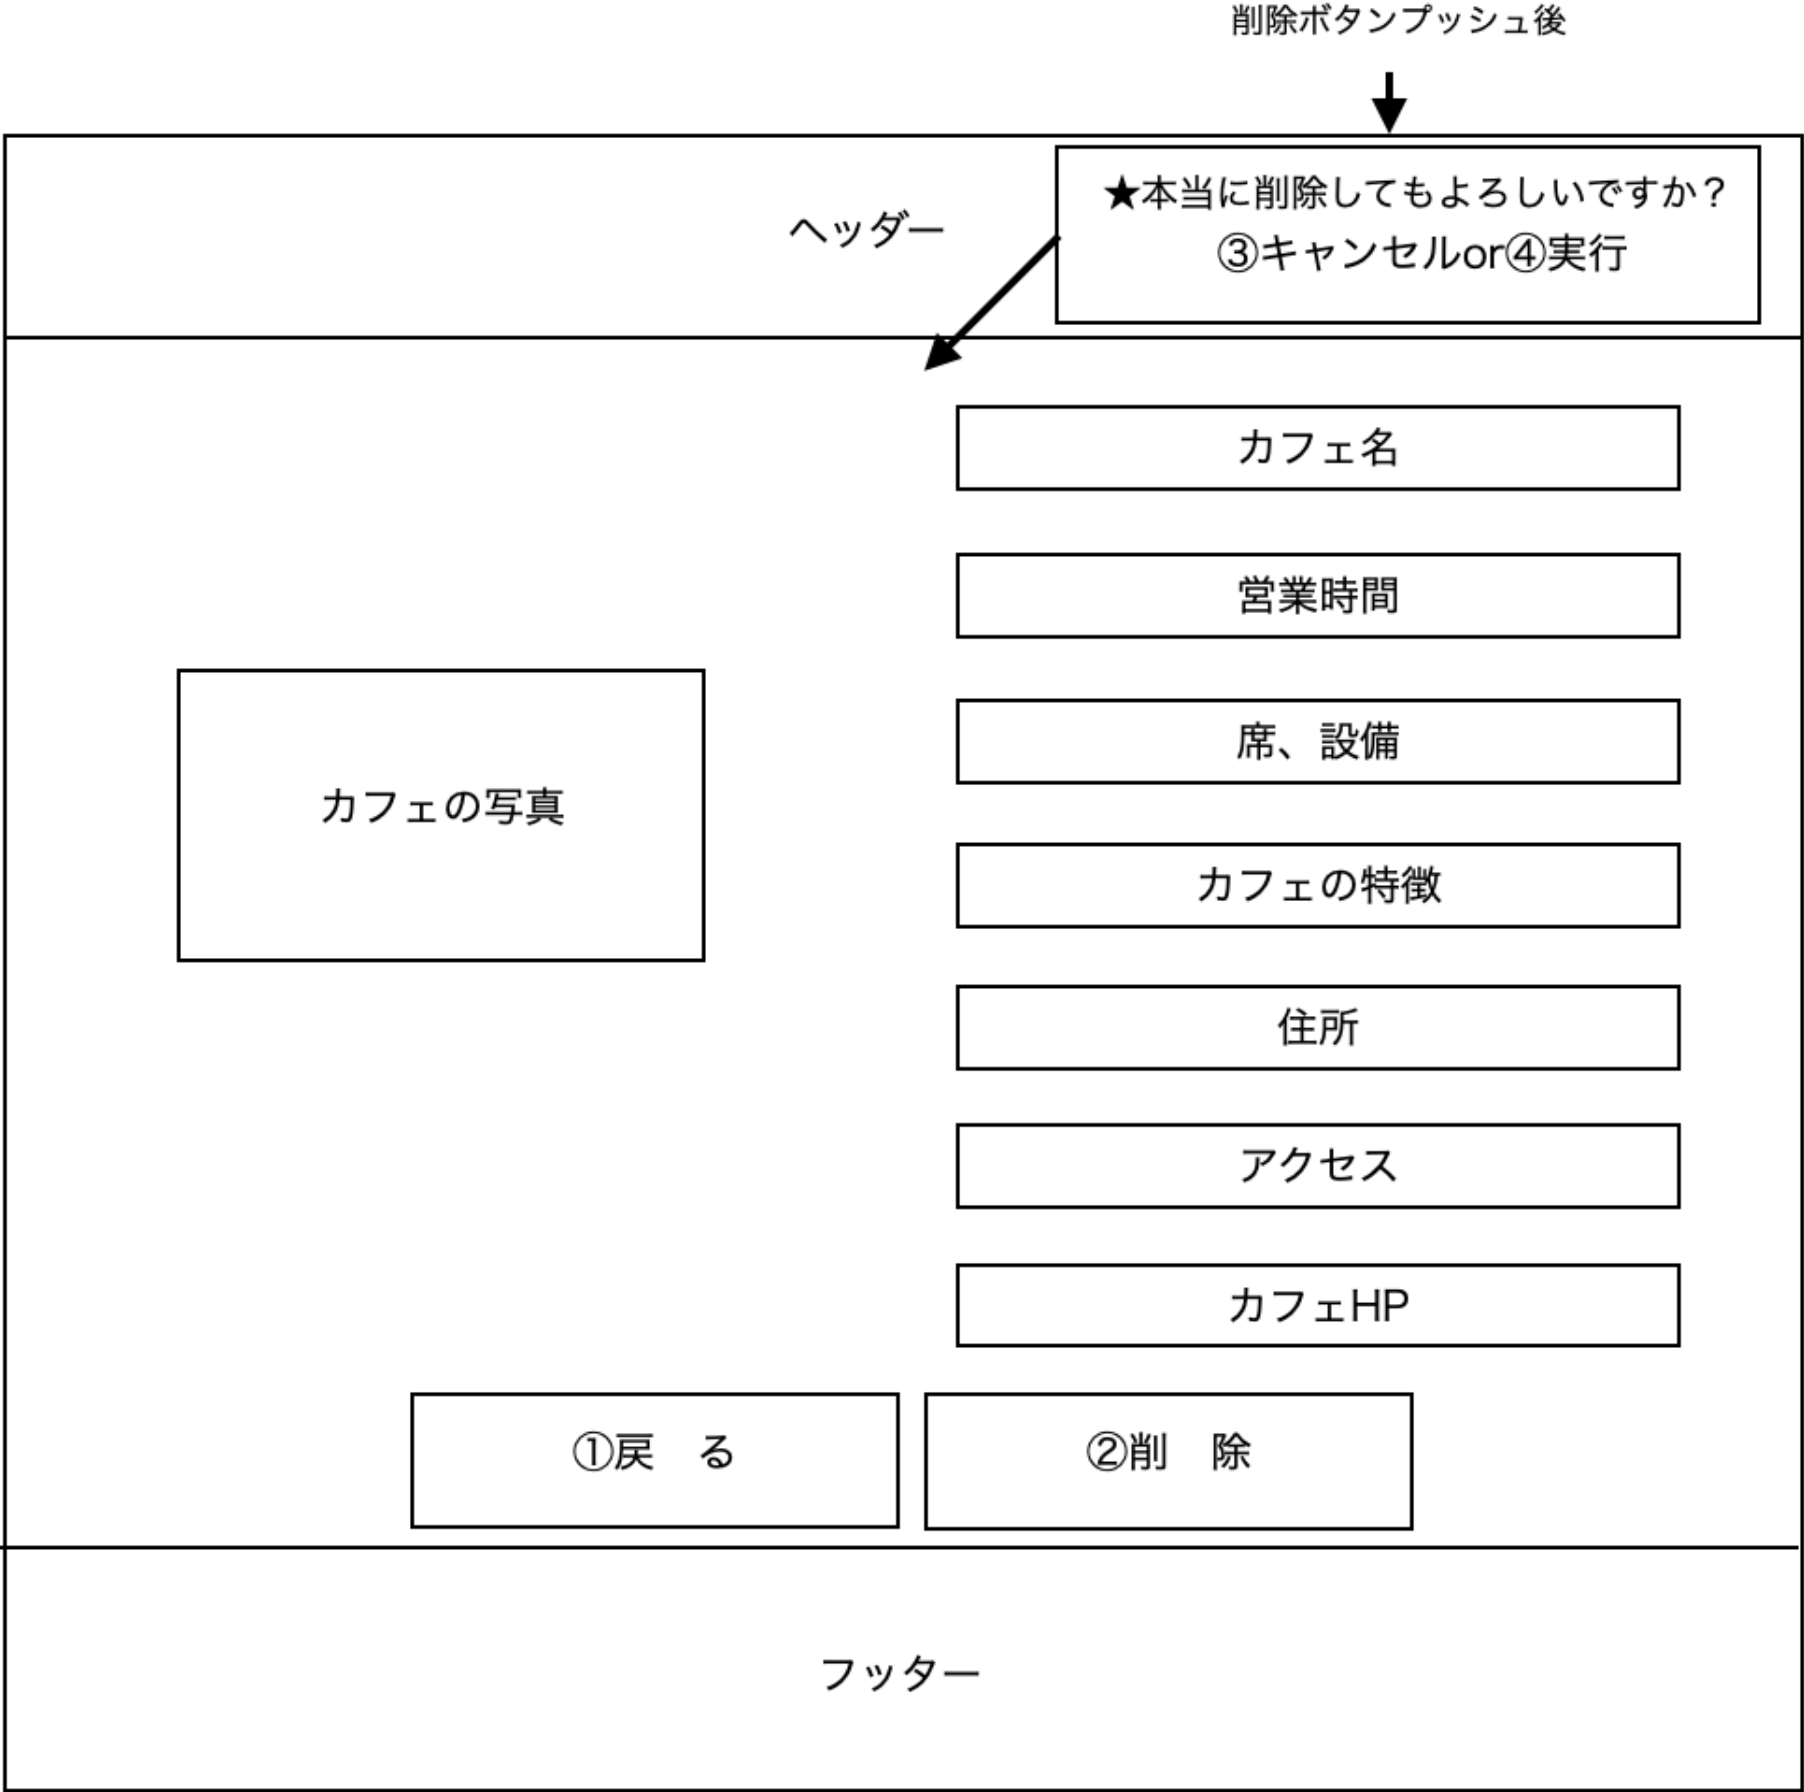 削除ボタンプッシュ後
ヘッダー
★本当に削除してもよろしいですか？
③キャンセルor④実行
カフェ名
営業時間
席、設備
カフェの写真
カフェの特徴
住所
アクセス
カフェHP
①戻　る
②削　除
フッター